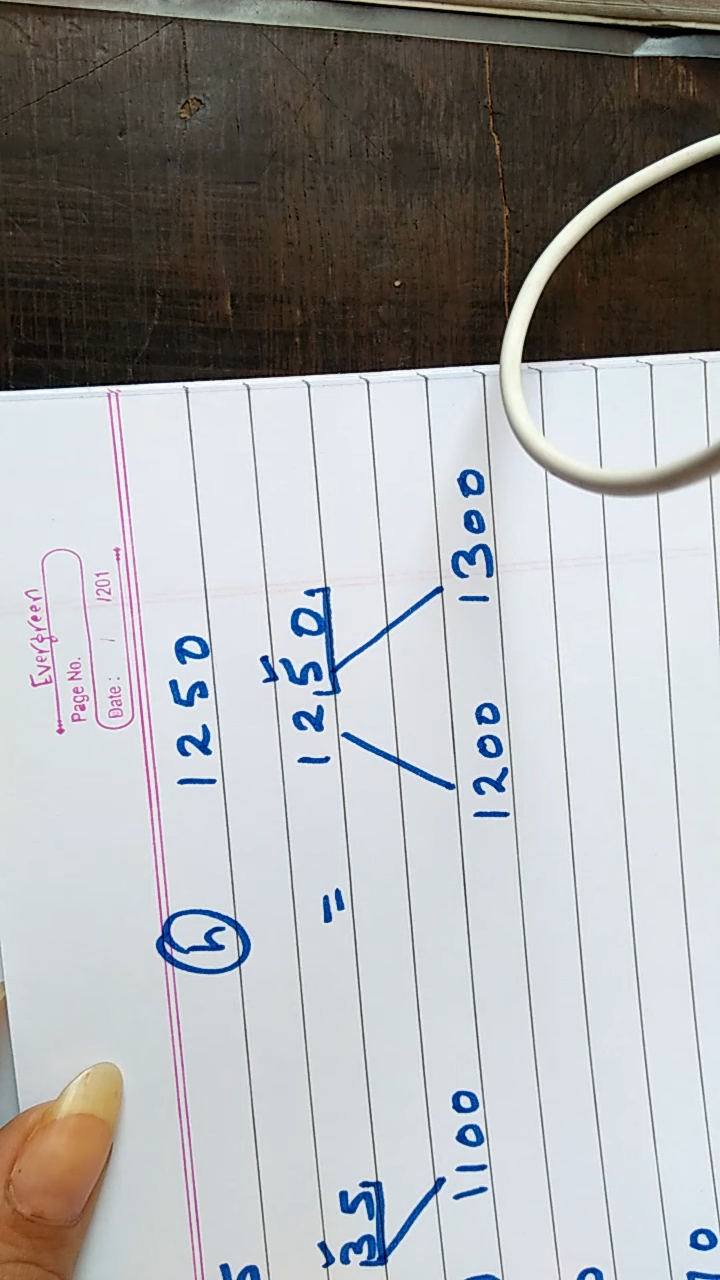 Evergreen
Page No.
Date: / /201
h 1250
= 1250
1200 1300
35
1100